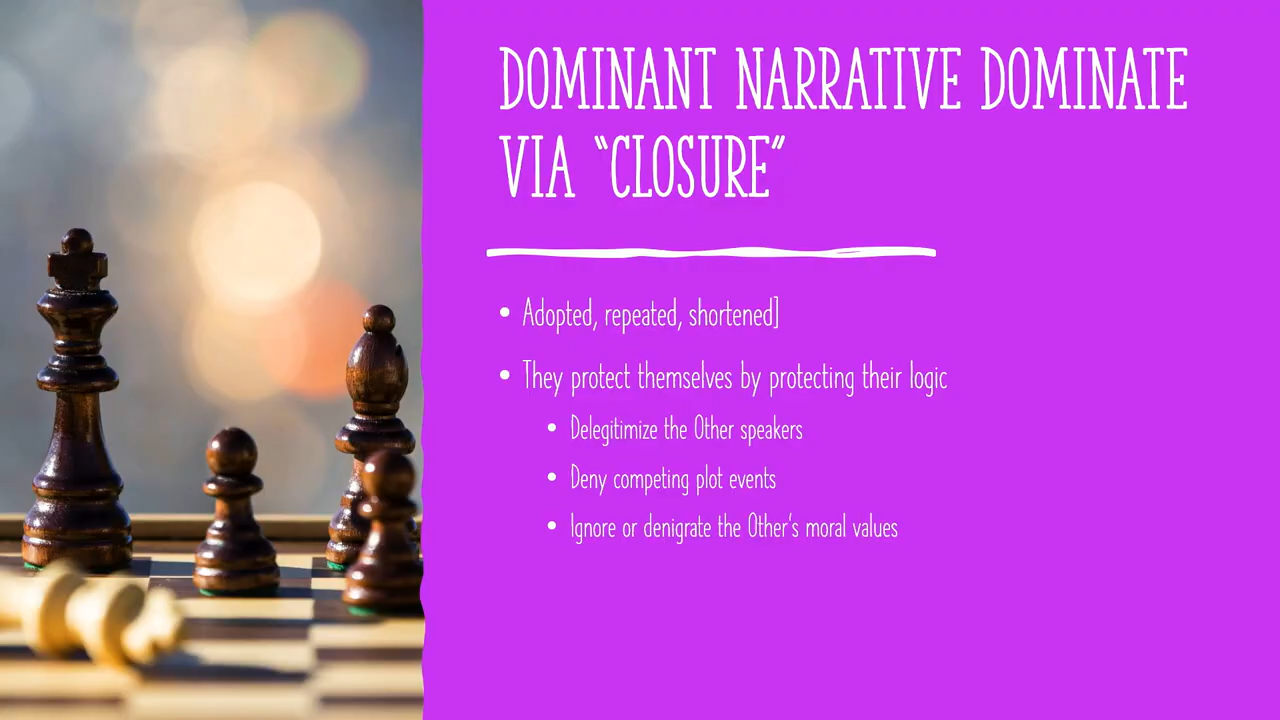 DOMINANT NARRATIVE DOMINATE
VIA “CLOSURE”
• Adopted, repeated, shortened]
• They protect themselves by protecting their logic
• Delegitimize the Other speakers
• Deny competing plot events
• Ignore or denigrate the Other’s moral values